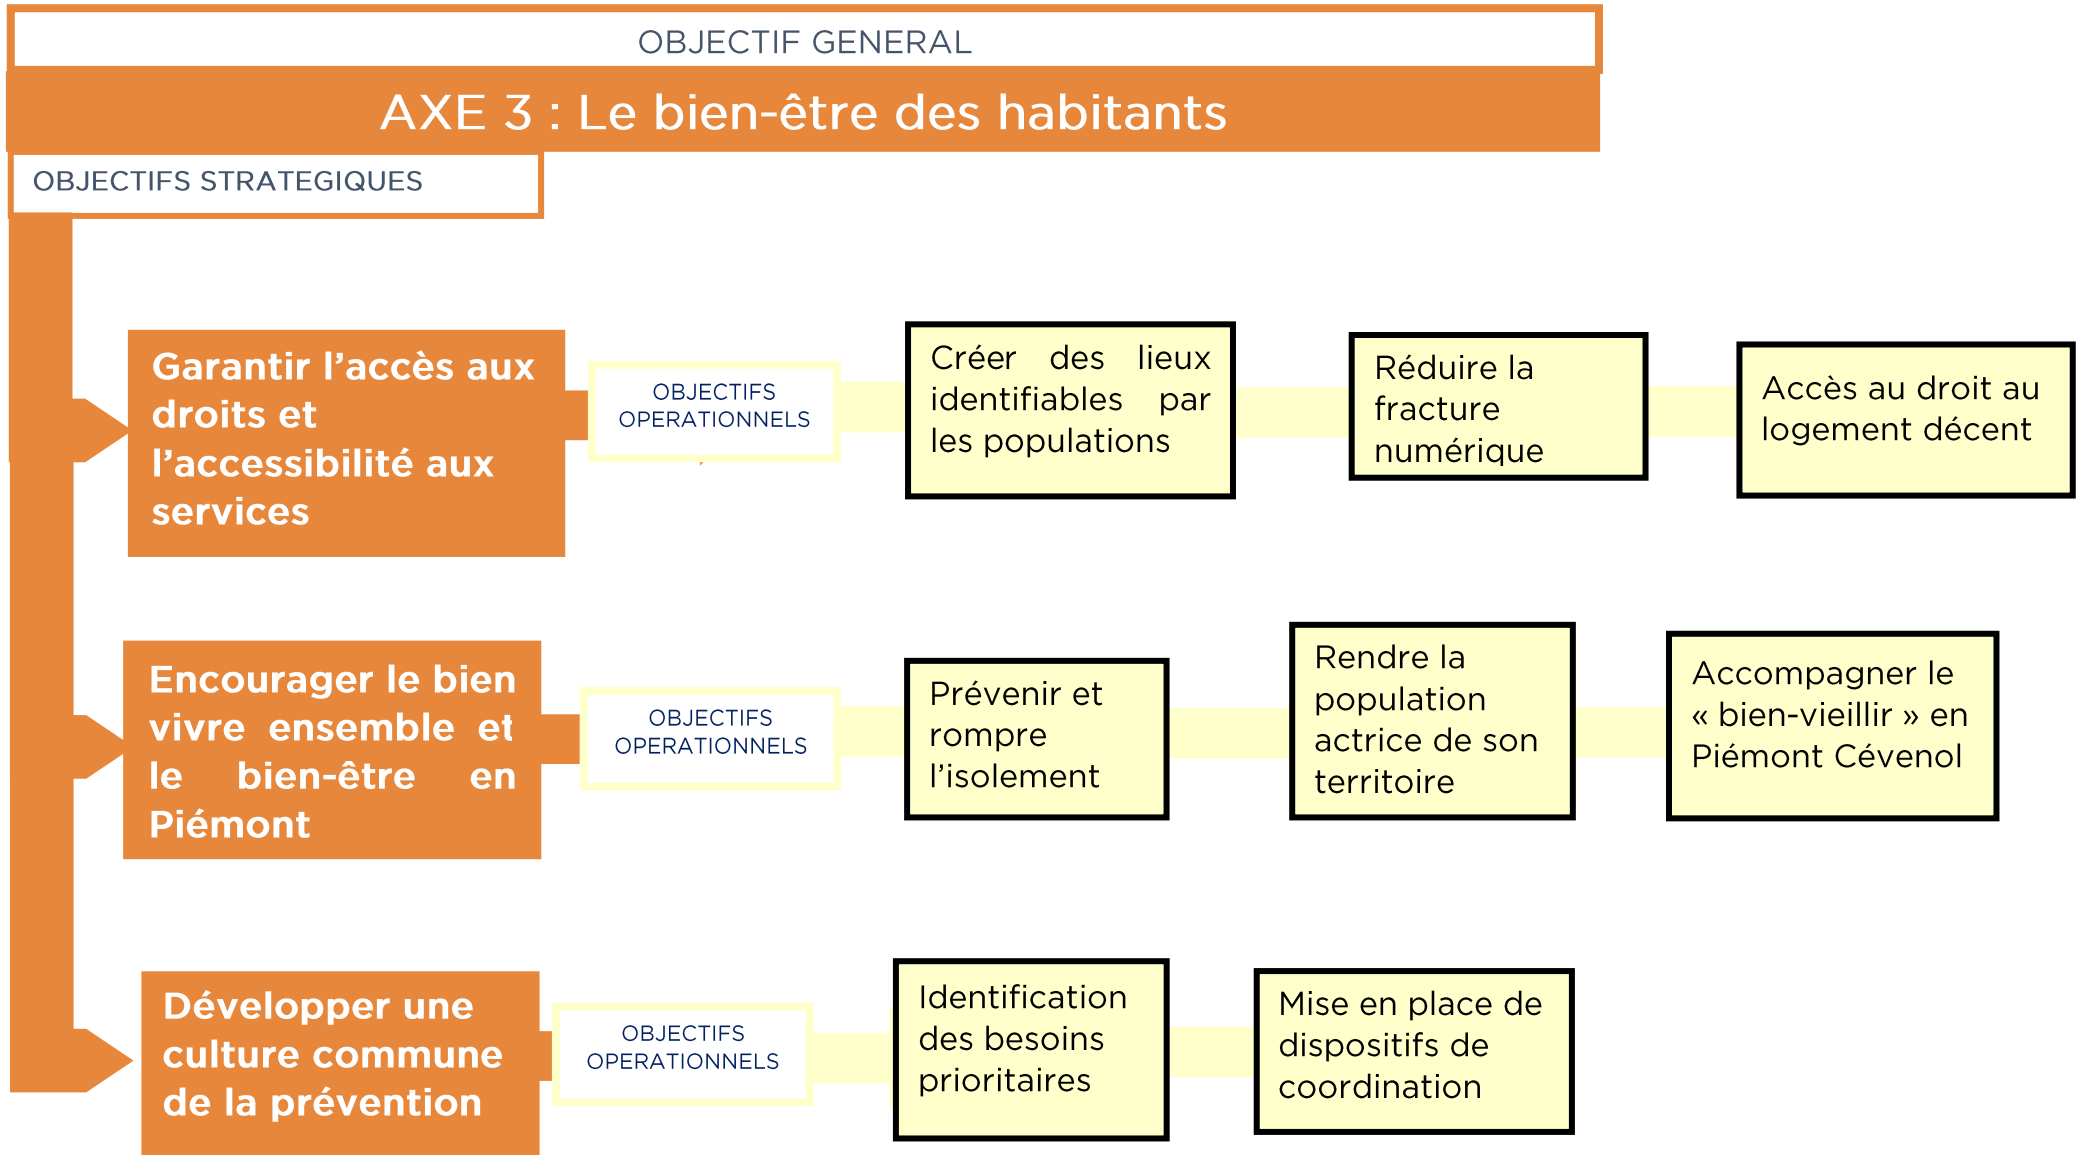 OBJECTIF GENERAL
AXE 3 : Le bien-être des habitants
OBJECTIFS STRATEGIQUES
Garantir l’accès aux
droits et
l’accessibilité aux
services
OBJECTIFS
OPERATIONNELS
Créer des lieux
identifiables par
les populations
Réduire la
fracture
numérique
Accès au droit au
logement décent
Encourager le bien
vivre ensemble et
le bien-être en
Piémont
OBJECTIFS
OPERATIONNELS
Prévenir et
rompre
l’isolement
Rendre la
population
actrice de son
territoire
Accompagner le
« bien-vieillir » en
Piémont Cévenol
Développer une
culture commune
de la prévention
OBJECTIFS
OPERATIONNELS
Identification
des besoins
prioritaires
Mise en place de
dispositifs de
coordination